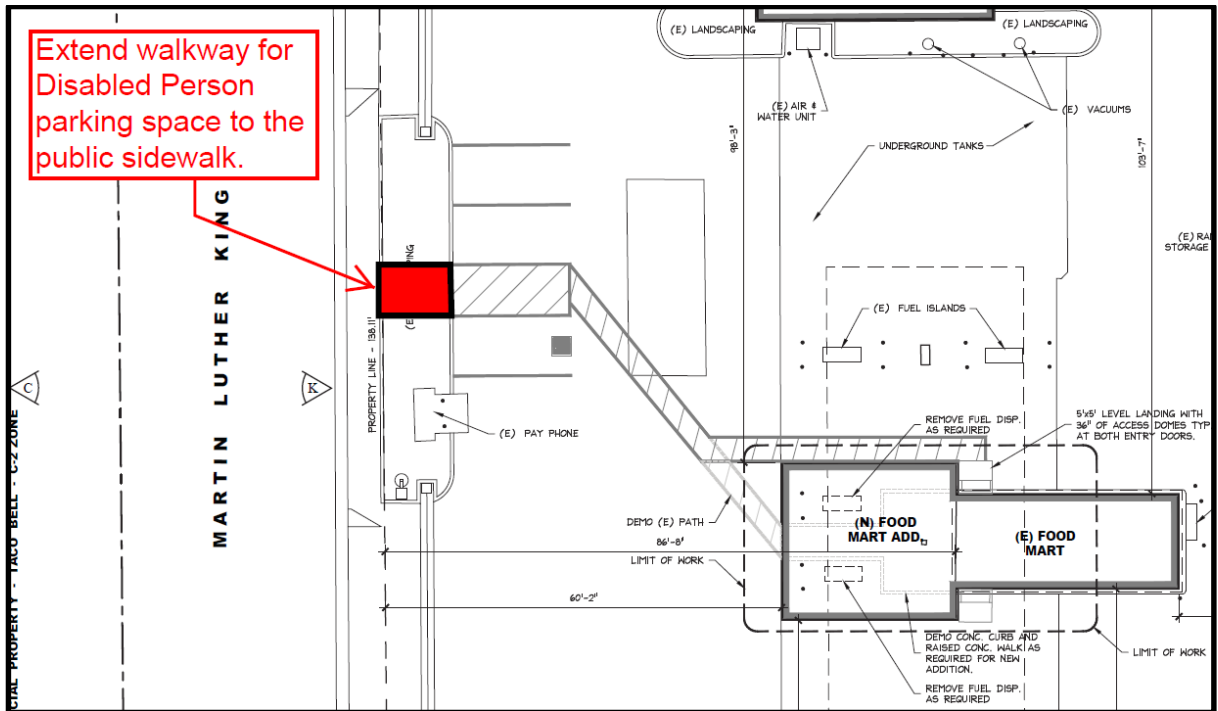 Extend walkway for
Disabled Person
parking space to the
public sidewalk.
(E) LANDSCAPING
(E) LANDSCAPING
(E) AIR &
WATER UNIT
(E) VACUUMS
UNDERGROUND TANKS
98'-3"
103'-7"
(E) RA
STORAGE
MARTIN LUTHER KING
PING
(E)
PROPERTY LINE - 138.11'
(E) FUEL ISLANDS
C
K
(E) PAY PHONE
REMOVE FUEL DISP.
AS REQUIRED
5'x5' LEVEL LANDING WITH
36" OF ACCESS DOMES TYP
AT BOTH ENTRY DOORS.
CIAL PROPERTY - TACO BELL - C-2 ZONE
DEMO (E) PATH
(N) FOOD
MART ADD.
(E) FOOD
MART
86'-8"
LIMIT OF WORK
60'-2"
DEMO CONC. CURB AND
RAISED CONC. WALK AS
REQUIRED FOR NEW
ADDITION.
LIMIT OF WORK
REMOVE FUEL DISP.
AS REQUIRED